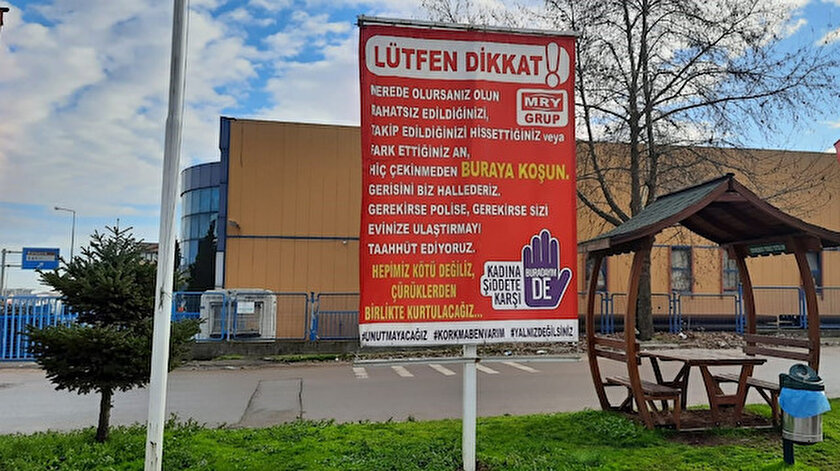 LÜTFEN DİKKAT!
NEREDE OLURSANIZ OLUN
RAHATSIZ EDİLDİĞİNİZİ,
TAKİP EDİLDİĞİNİZİ HİSSETTİĞİNİZ veya
FARK ETTİĞİNİZ AN,
HİÇ ÇEKİNMEDEN BURAYA KOŞUN.
GERİSİNİ BİZ HALLEDERİZ.
GEREKİRSE POLİSE, GEREKİRSE SİZİ
EVİNİZE ULAŞTIRMAYI
TAAHHÜT EDİYORUZ.
MRY
GRUP
HEPİMİZ KÖTÜ DEĞİLİZ,
ÇÜRÜKLERDEN
BİRLİKTE KURTULACAĞIZ...
KADINA
ŞİDDETE
KARŞI
BURADAYIM
DE
#UNUTMAYACAĞIZ #KORKMABENVARIM #YALNIZDEĞİLSİNİZ